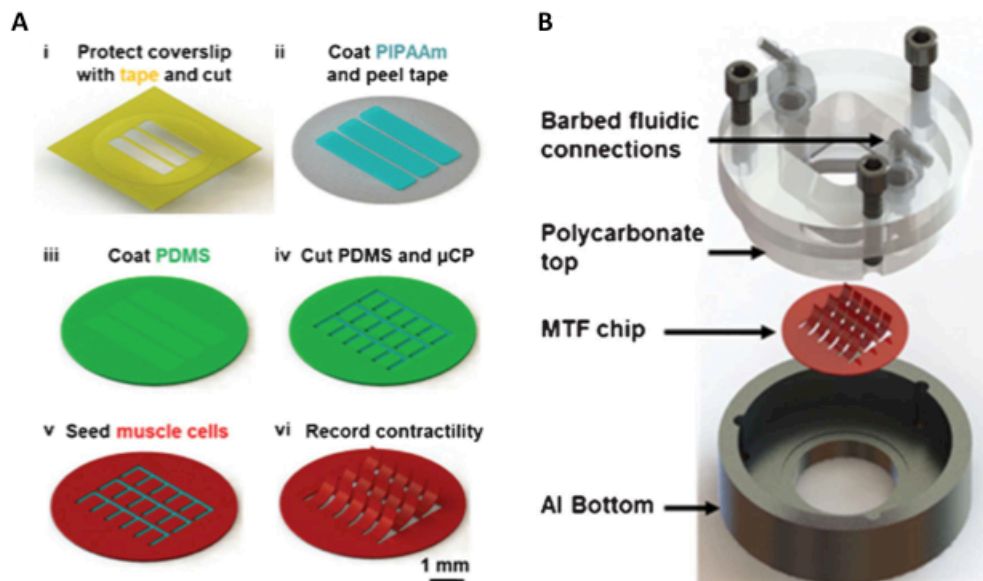 A
B
i
Protect coverslip
with tape and cut
ii
Coat PIPAAm
and peel tape
iii
Coat PDMS
iv
Cut PDMS and µCP
v
Seed muscle cells
vi
Record contractility
1 mm
Barbed fluidic
connections
Polycarbonate
top
MTF chip
Al Bottom